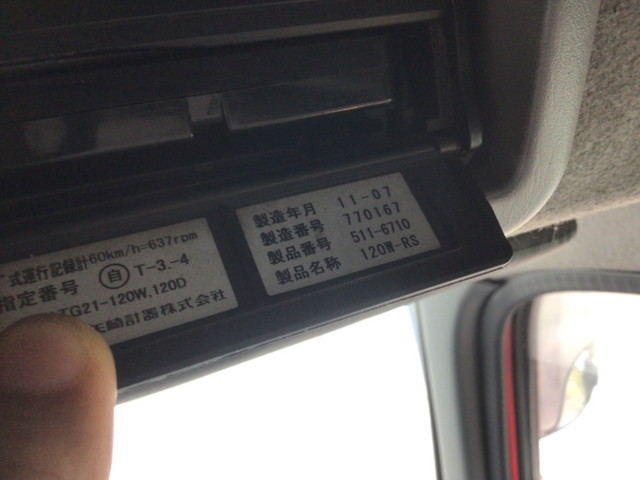 式運行記録計60km/h=637rpm
指定番号 自 T-3.-4
TG21-120W,120D
矢崎計器株式会社
製造年月 11-07
製造番号 770167
製品番号 511-6710
製品名称 120W-RS